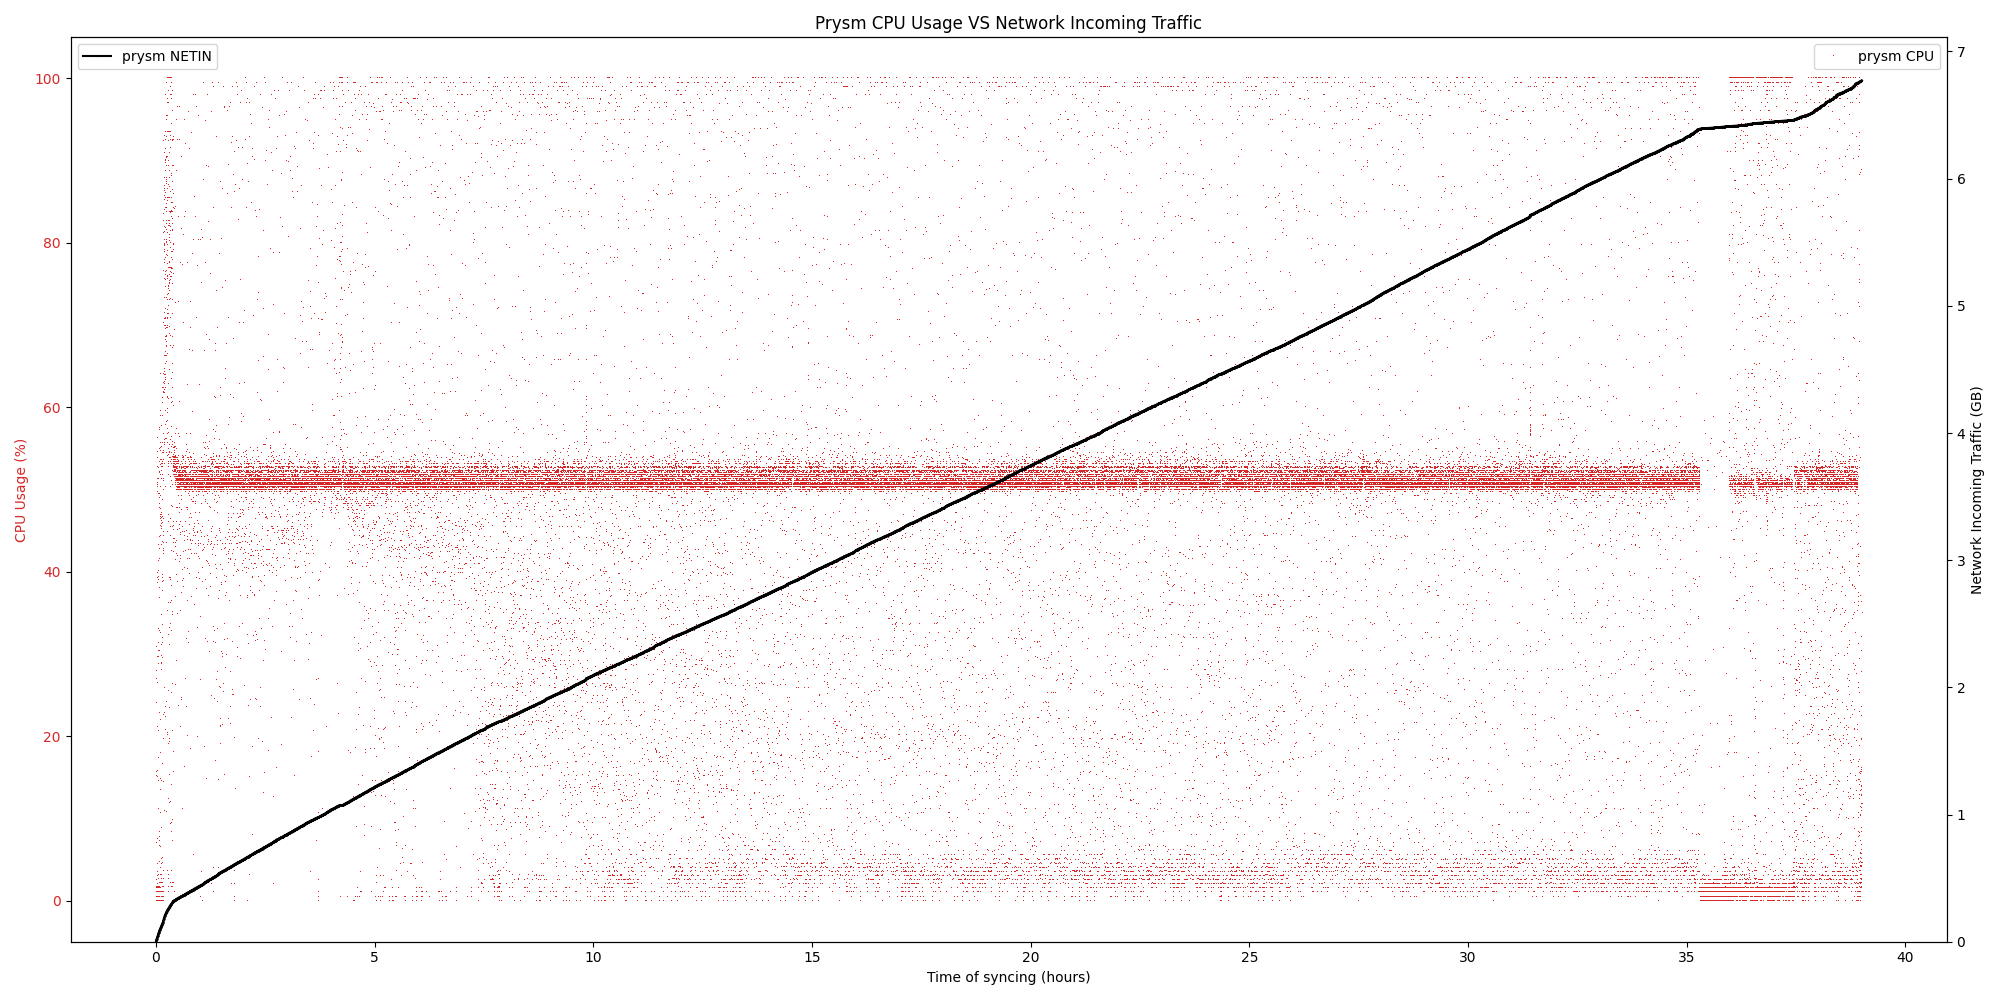 Prysm CPU Usage VS Network Incoming Traffic
prysm NETIN
prysm CPU
CPU Usage (%)
100
80
60
40
20
0
Network Incoming Traffic (GB)
7
6
5
4
3
2
1
0
0 5 10 15 20 25 30 35 40
Time of syncing (hours)